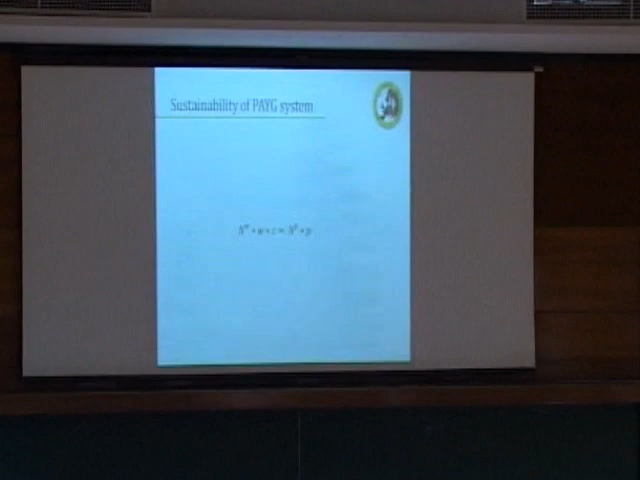 Sustainability of PAYG system
N^w * w * c = N^p * p